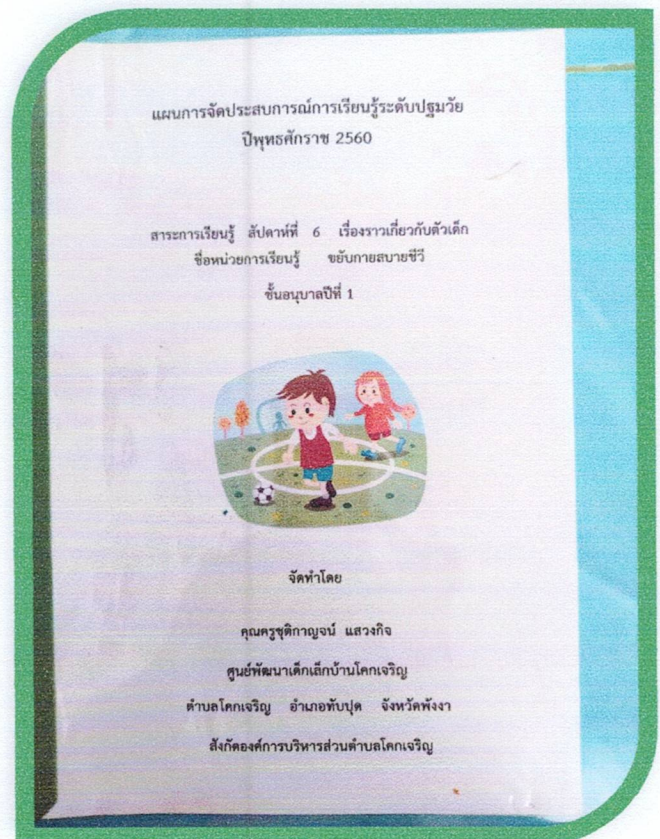 แผนการจัดประสบการณ์การเรียนรู้ระดับปฐมวัย
ปีพุทธศักราช 2560
สาระการเรียนรู้ สัปดาห์ที่ 6 เรื่องราวเกี่ยวกับตัวเด็ก
ชื่อหน่วยการเรียนรู้ ขยับกายสบายชีวี
ชั้นอนุบาลปีที่ 1
จัดทำโดย
คุณครูชุติกาญจน์ แสวงกิจ
ศูนย์พัฒนาเด็กเล็กบ้านโคกเจริญ
ตำบลโคกเจริญ อำเภอทับปุด จังหวัดพังงา
สังกัดองค์การบริหารส่วนตำบลโคกเจริญ